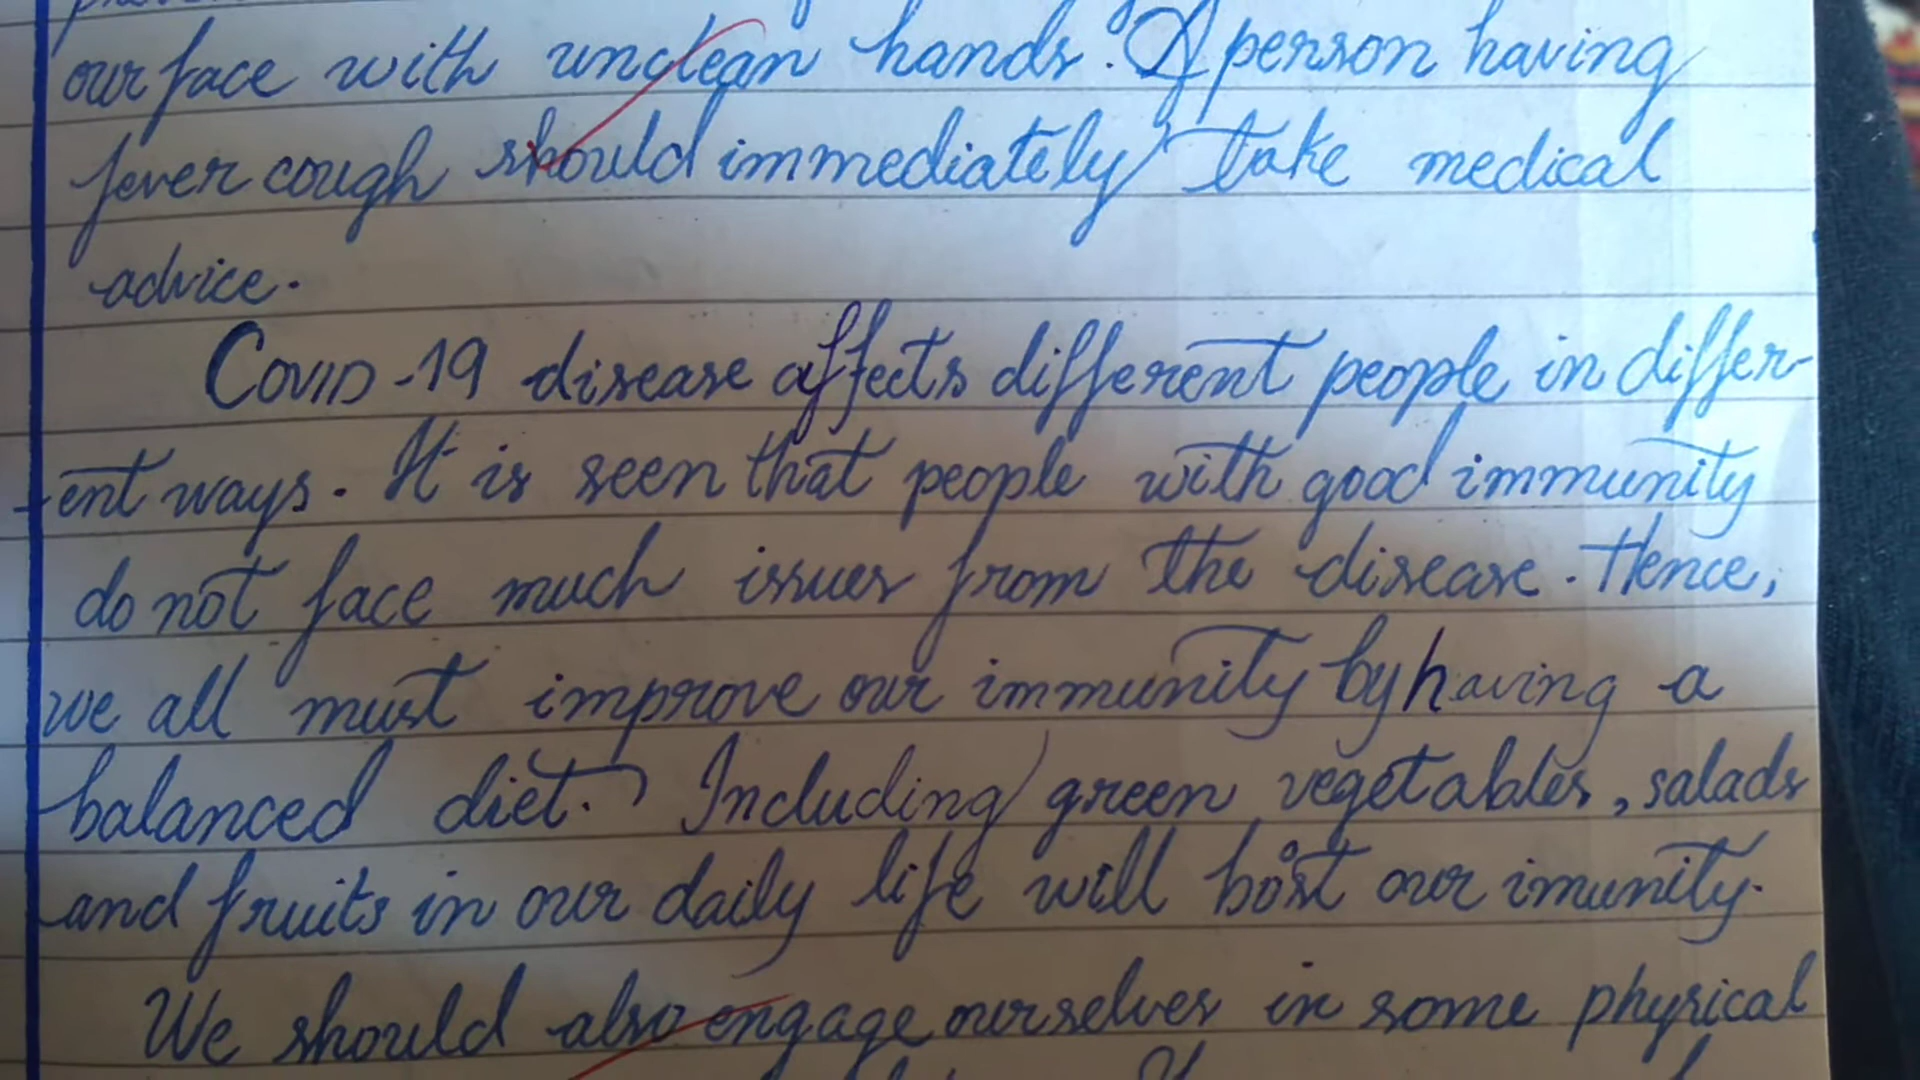 our face with unclean hands. A person having
fever cough should immediately take medical
advice.
COVID-19 disease affects different people in differ-
-ent ways. It is seen that people with good immunity
do not face much issues from the disease. Hence,
we all must improve our immunity by having a
balanced diet. Including green vegetables, salads
and fruits in our daily life will boost our imunity.
We should also engage ourselves in some physical